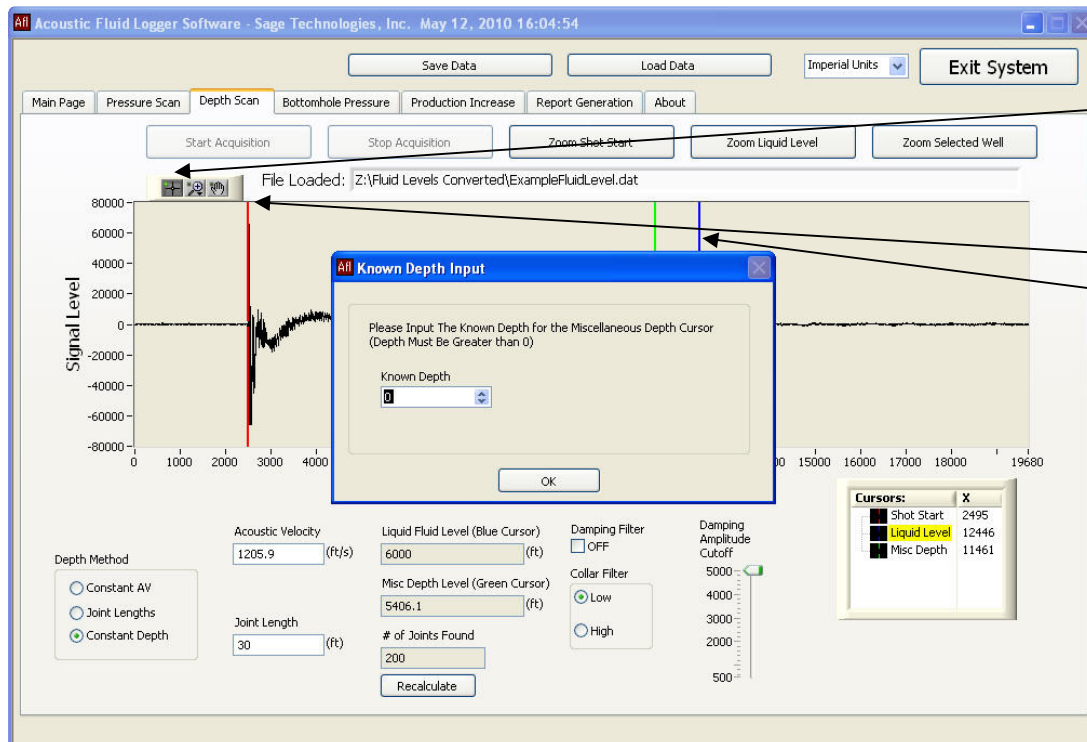 Afl Acoustic Fluid Logger Software - Sage Technologies, Inc. May 12, 2010 16:04:54
Save Data Load Data Imperial Units Exit System
Main Page Pressure Scan Depth Scan Bottomhole Pressure Production Increase Report Generation About
Start Acquisition Stop Acquisition Zoom Shot Start Zoom Liquid Level Zoom Selected Well
File Loaded: Z:\Fluid Levels Converted\ExampleFluidLevel.dat
Signal Level
80000
60000
40000
20000
0
-20000
-40000
-60000
-80000
0 1000 2000 3000 4000 00 15000 16000 17000 18000 19680
Afl Known Depth Input
Please Input The Known Depth for the Miscellaneous Depth Cursor
(Depth Must Be Greater than 0)
Known Depth
0
OK
Cursors: X
Shot Start 2495
Liquid Level 12446
Misc Depth 11461
Depth Method
Constant AV
Joint Lengths
Constant Depth
Acoustic Velocity
1205.9 (ft/s)
Joint Length
30 (ft)
Liquid Fluid Level (Blue Cursor)
6000 (ft)
Misc Depth Level (Green Cursor)
5406.1 (ft)
# of Joints Found
200
Recalculate
Damping Filter
OFF
Collar Filter
Low
High
Damping
Amplitude
Cutoff
5000
4000
3000
2000
500